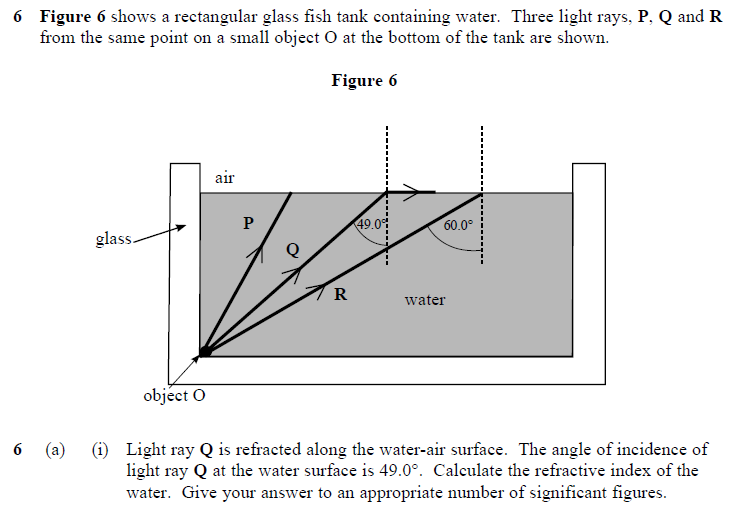 6 Figure 6 shows a rectangular glass fish tank containing water. Three light rays, P, Q and R
from the same point on a small object O at the bottom of the tank are shown.
Figure 6
air
P
49.0°
60.0°
glass
Q
R
water
object O
6 (a) (i) Light ray Q is refracted along the water-air surface. The angle of incidence of
light ray Q at the water surface is 49.0°. Calculate the refractive index of the
water. Give your answer to an appropriate number of significant figures.